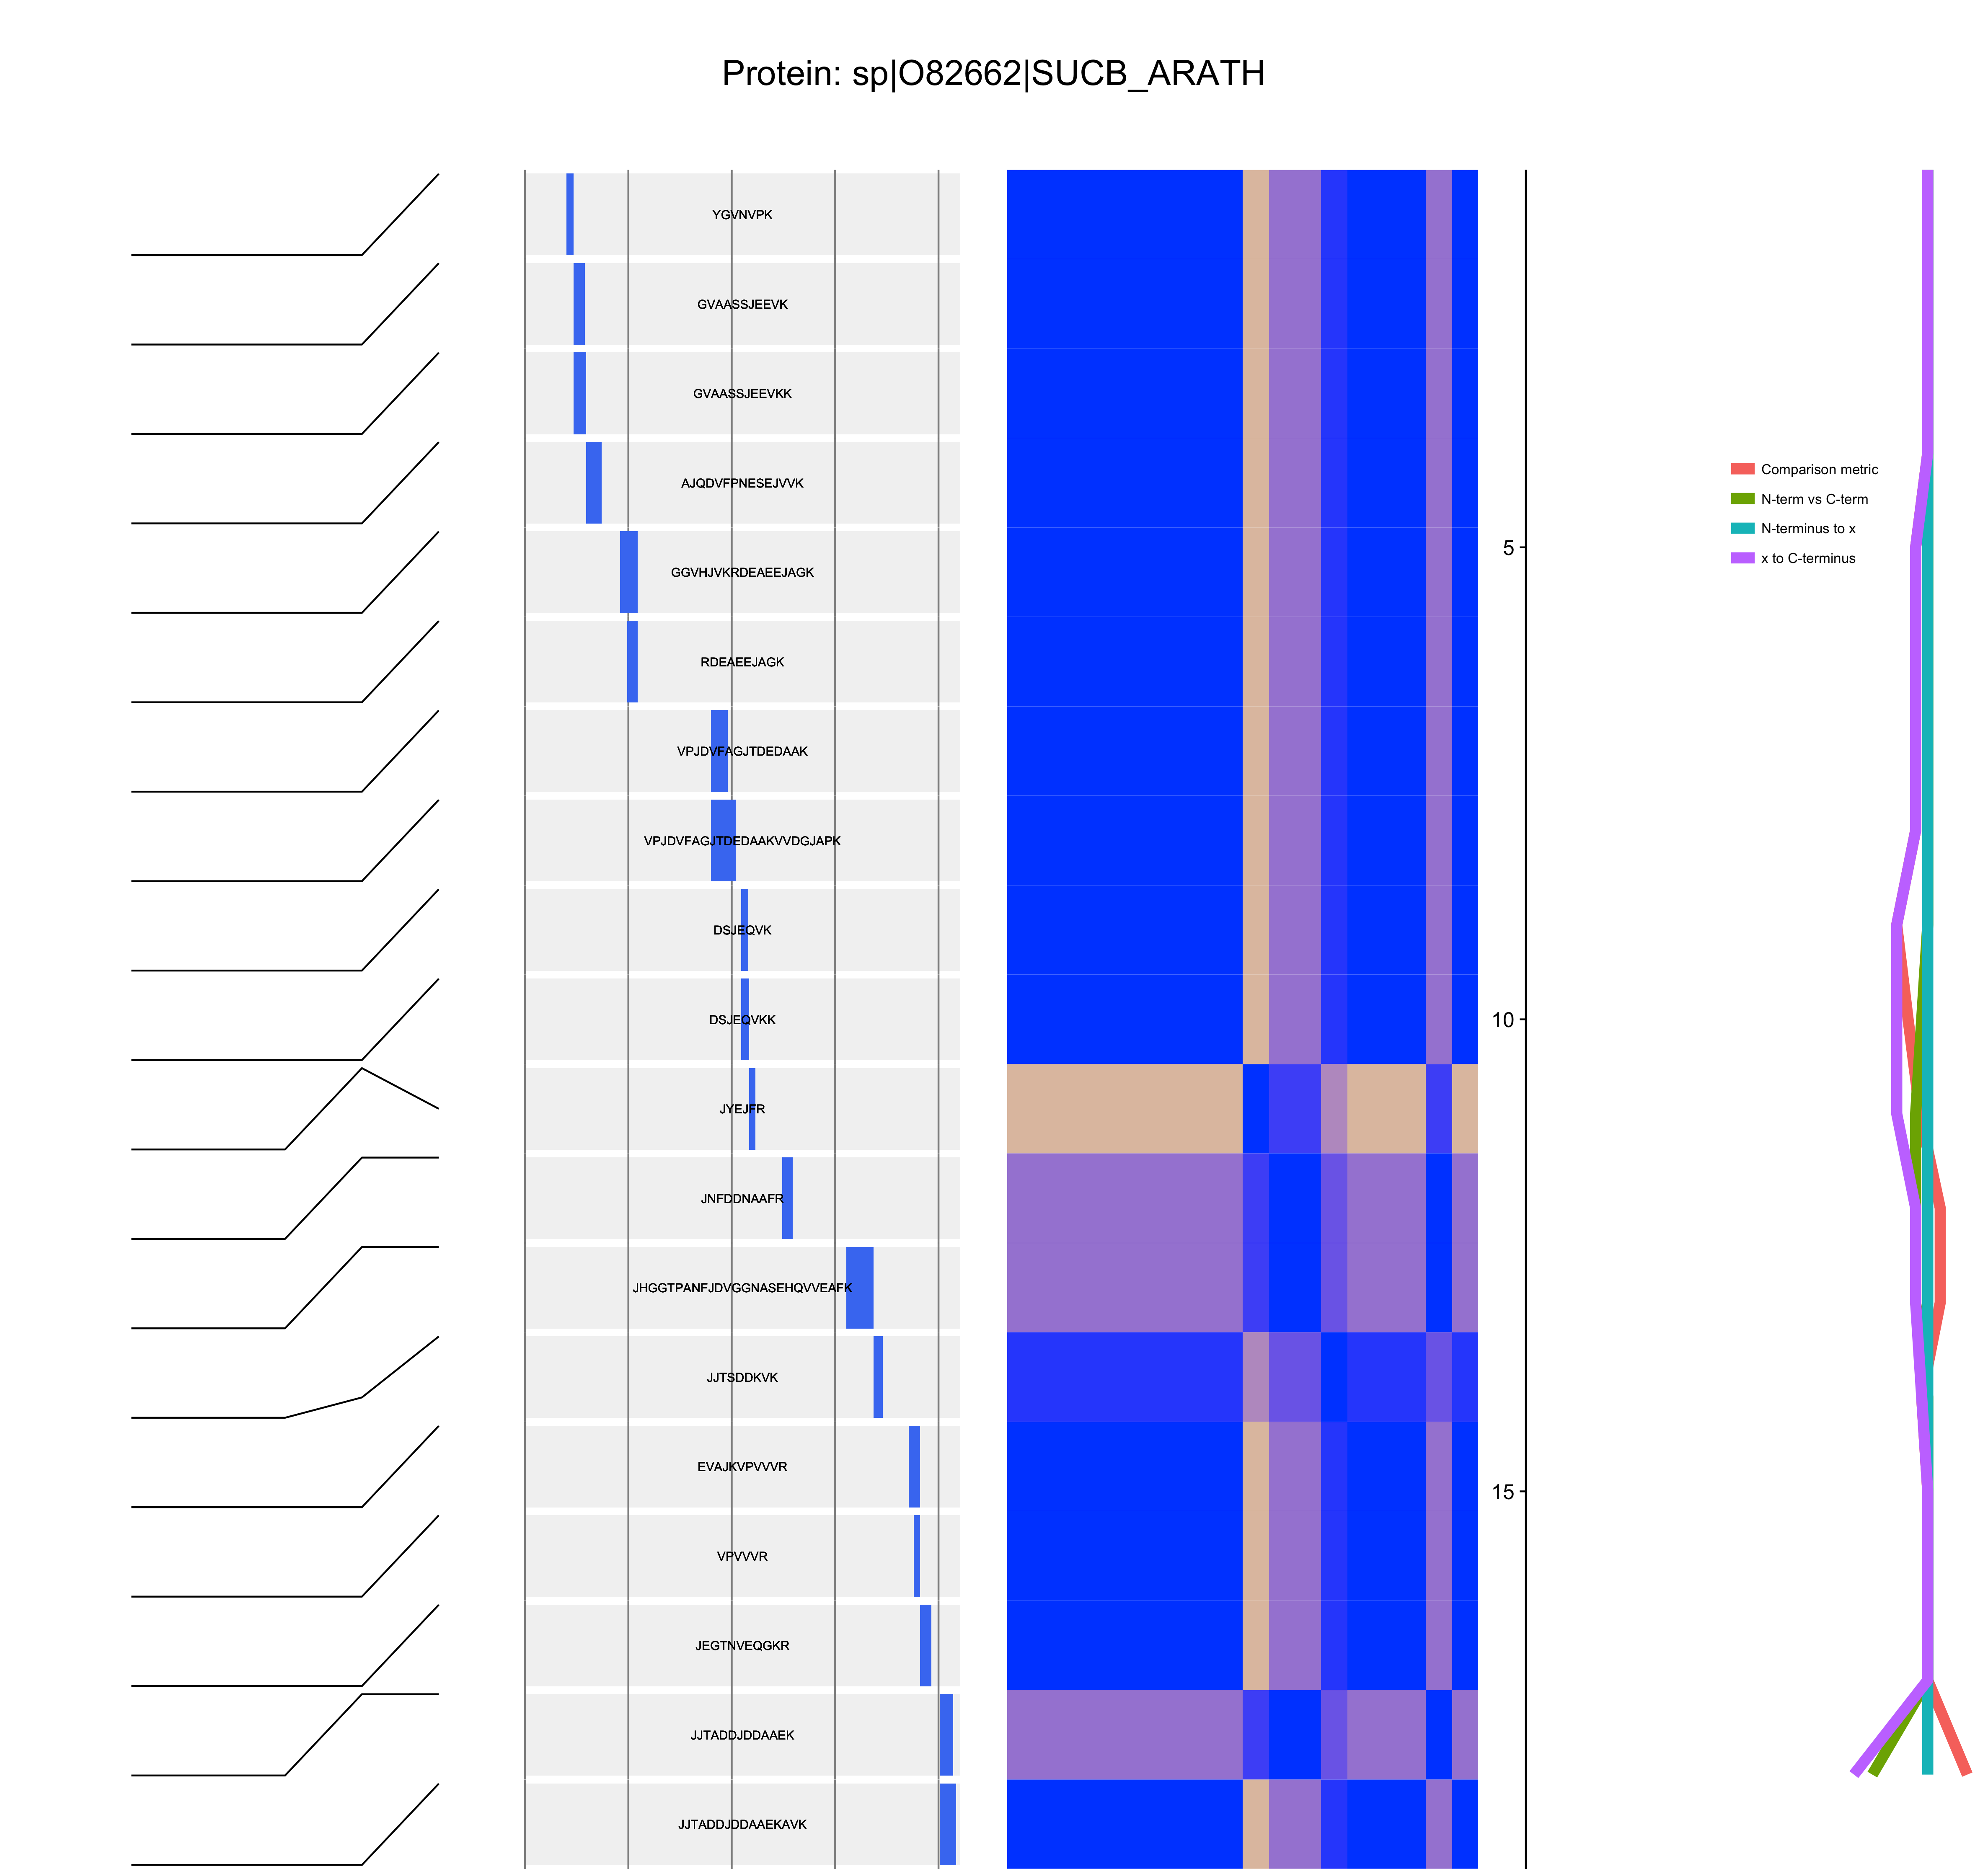 Protein: sp|O82662|SUCB_ARATH
YGVNVPK
GVAASSJEEVK
GVAASSJEEVKK
AJQDVFPNESEJVVK
GGVHJVKRDEAEEJAGK
RDEAEEJAGK
VPJDVFAGJTDEDAAK
VPJDVFAGJTDEDAAKVVDGJAPK
DSJEQVK
DSJEQVKK
JYEJFR
JNFDDNAAFR
JHGGTPANFJDVGGNASEHQVVEAFK
JJTSDDKVK
EVAJKVPVVVR
VPVVVR
JEGTNVEQGKR
JJTADDJDDAAEK
JJTADDJDDAAEKAVK
5
10
15
Comparison metric
N-term vs C-term
N-terminus to x
x to C-terminus